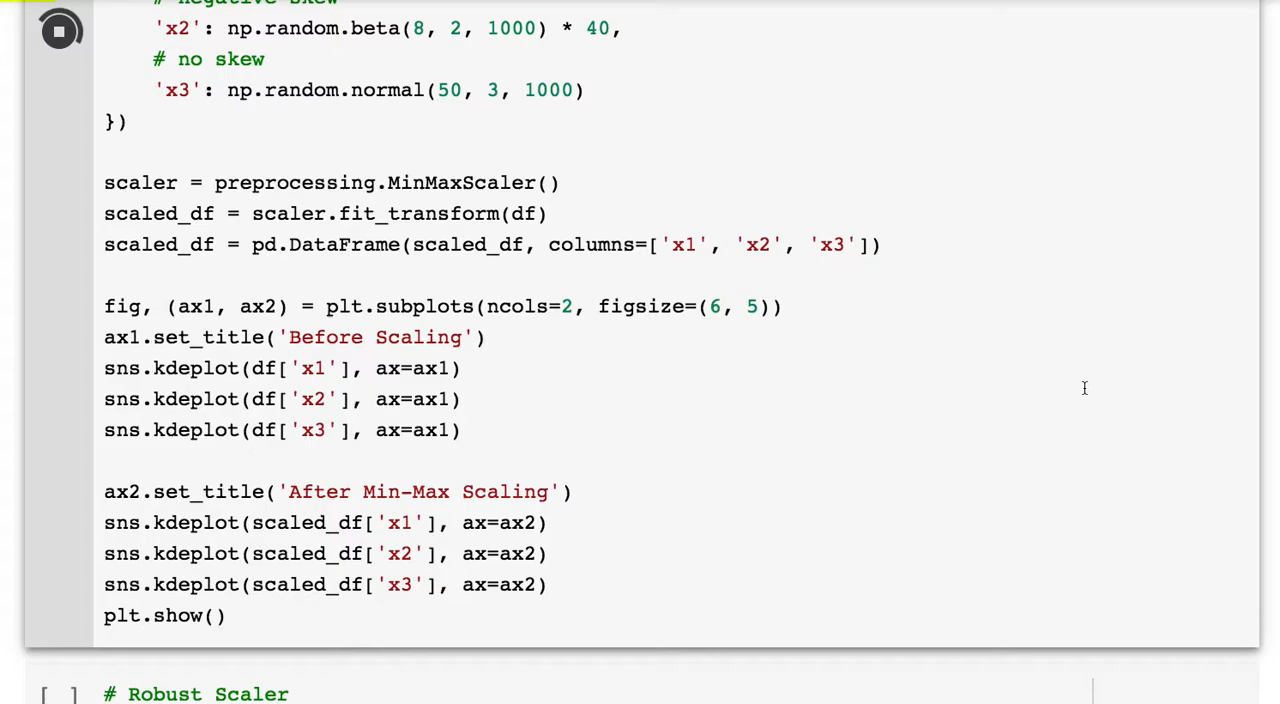 # negative skew
'x2': np.random.beta(8, 2, 1000) * 40,
# no skew
'x3': np.random.normal(50, 3, 1000)
})
scaler = preprocessing.MinMaxScaler()
scaled_df = scaler.fit_transform(df)
scaled_df = pd.DataFrame(scaled_df, columns=['x1', 'x2', 'x3'])
fig, (ax1, ax2) = plt.subplots(ncols=2, figsize=(6, 5))
ax1.set_title('Before Scaling')
sns.kdeplot(df['x1'], ax=ax1)
sns.kdeplot(df['x2'], ax=ax1)
sns.kdeplot(df['x3'], ax=ax1)
ax2.set_title('After Min-Max Scaling')
sns.kdeplot(scaled_df['x1'], ax=ax2)
sns.kdeplot(scaled_df['x2'], ax=ax2)
sns.kdeplot(scaled_df['x3'], ax=ax2)
plt.show()
[ ] # Robust Scaler